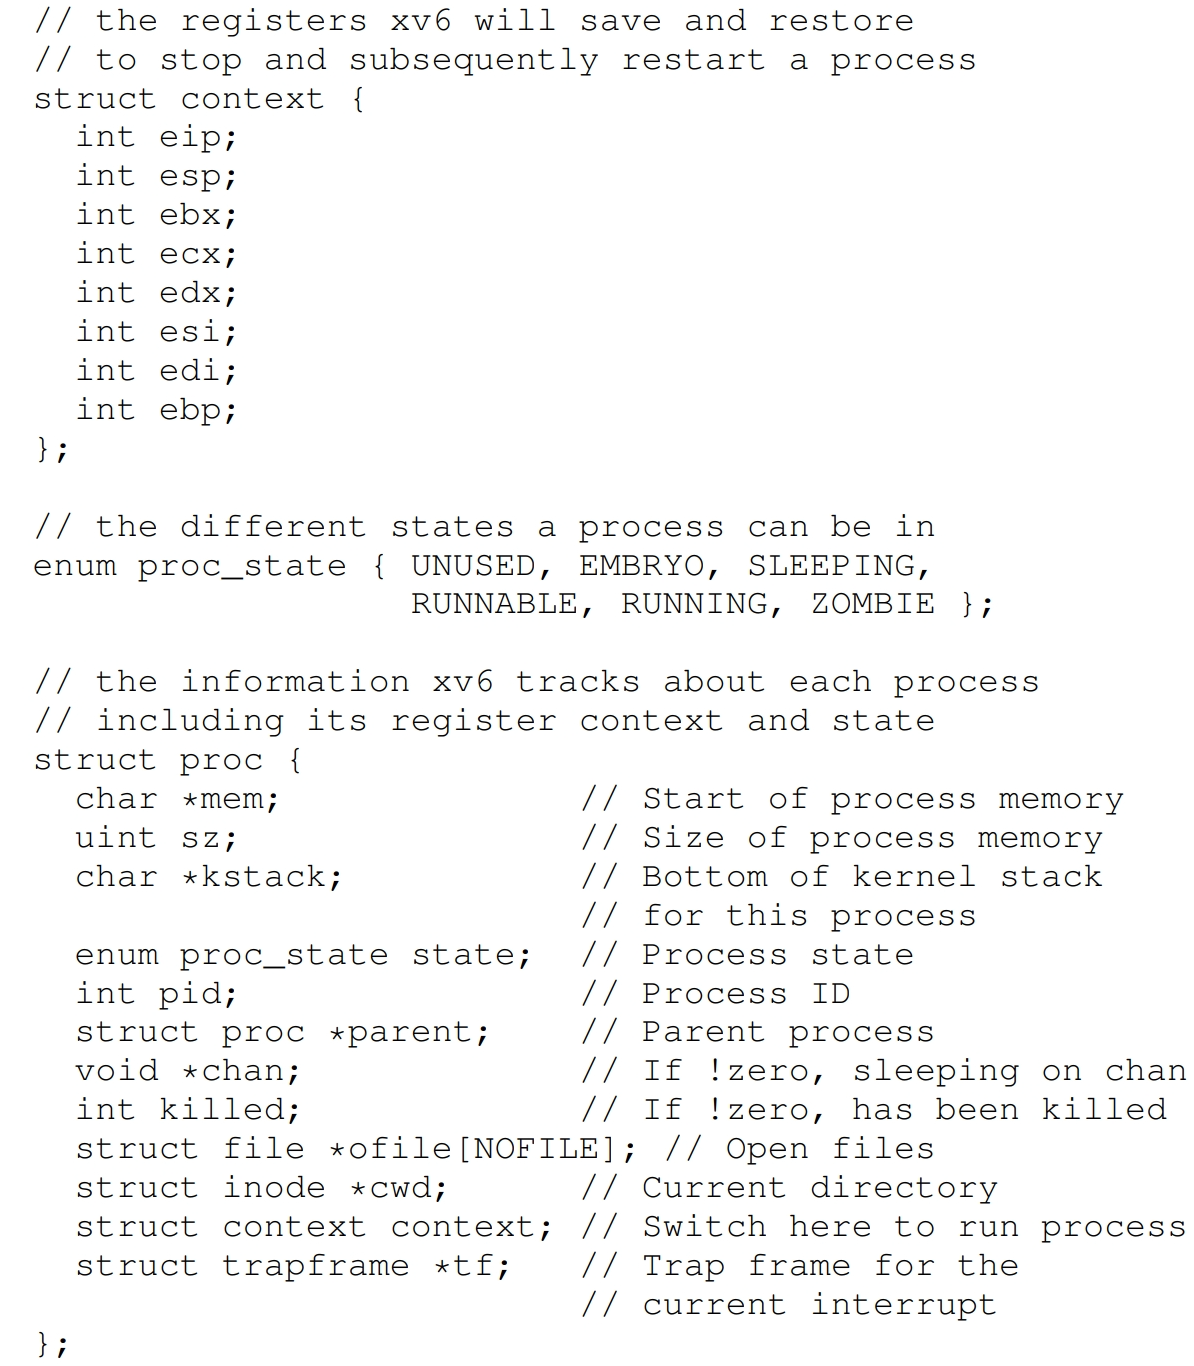 // the registers xv6 will save and restore
// to stop and subsequently restart a process
struct context {
  int eip;
  int esp;
  int ebx;
  int ecx;
  int edx;
  int esi;
  int edi;
  int ebp;
};

// the different states a process can be in
enum proc_state { UNUSED, EMBRYO, SLEEPING,
                  RUNNABLE, RUNNING, ZOMBIE };

// the information xv6 tracks about each process
// including its register context and state
struct proc {
  char *mem;              // Start of process memory
  uint sz;                // Size of process memory
  char *kstack;           // Bottom of kernel stack
                          // for this process
  enum proc_state state;  // Process state
  int pid;                // Process ID
  struct proc *parent;    // Parent process
  void *chan;             // If !zero, sleeping on chan
  int killed;             // If !zero, has been killed
  struct file *ofile[NOFILE]; // Open files
  struct inode *cwd;      // Current directory
  struct context context; // Switch here to run process
  struct trapframe *tf;   // Trap frame for the
                          // current interrupt
};